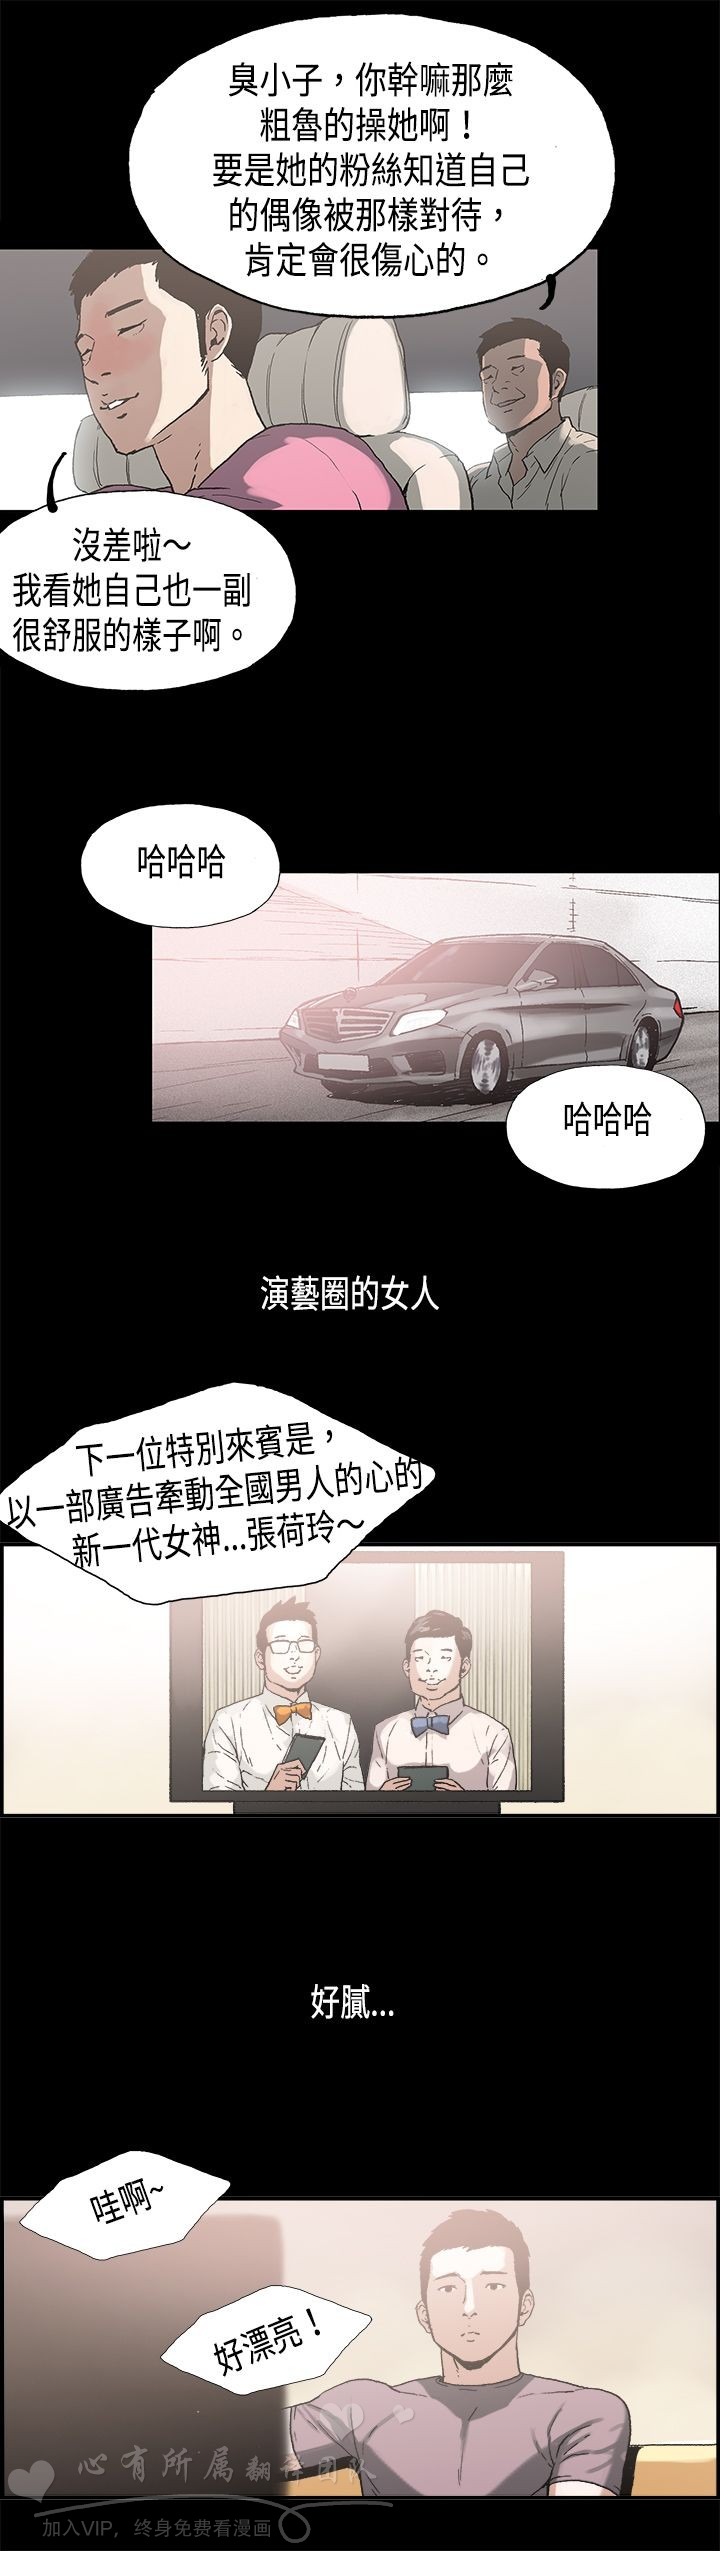 臭小子，你幹嘛那麼
粗魯的操她啊！
要是她的粉絲知道自己
的偶像被那樣對待，
肯定會很傷心的。
沒差啦～
我看她自己也一副
很舒服的樣子啊。
哈哈哈
哈哈哈
演藝圈的女人
下一位特別來賓是，
以一部廣告牽動全國男人的心的
新一代女神...張荷玲～
好膩...
哇啊~
好漂亮！
心有所属翻译团队
加入VIP，终身免费看漫画